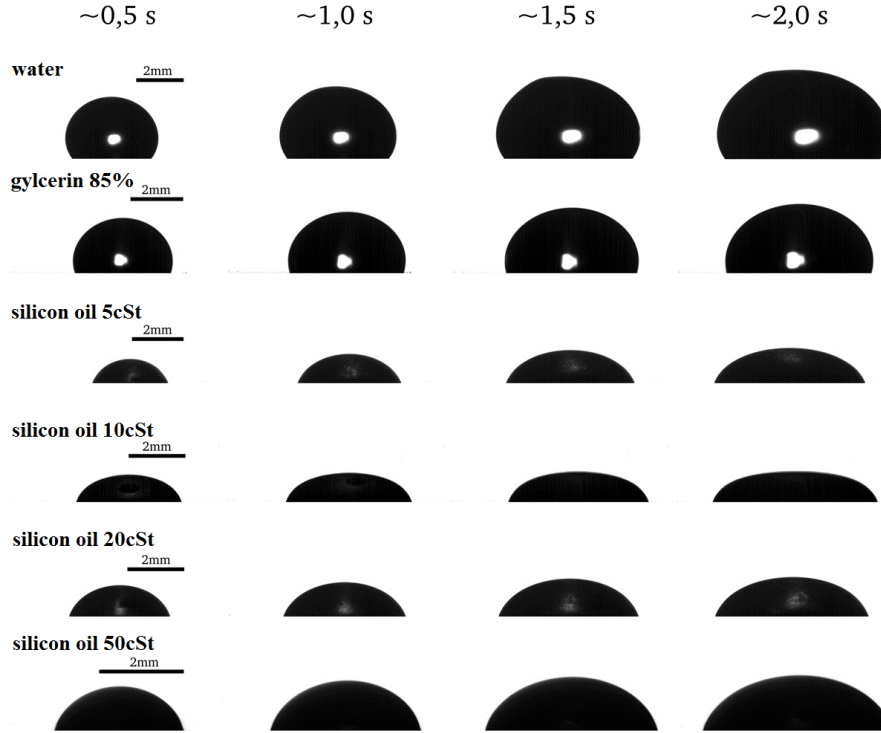 ~0,5 s ~1,0 s ~1,5 s ~2,0 s
water
2mm
gylcerin 85%
2mm
silicon oil 5cSt
2mm
silicon oil 10cSt
2mm
silicon oil 20cSt
2mm
silicon oil 50cSt
2mm